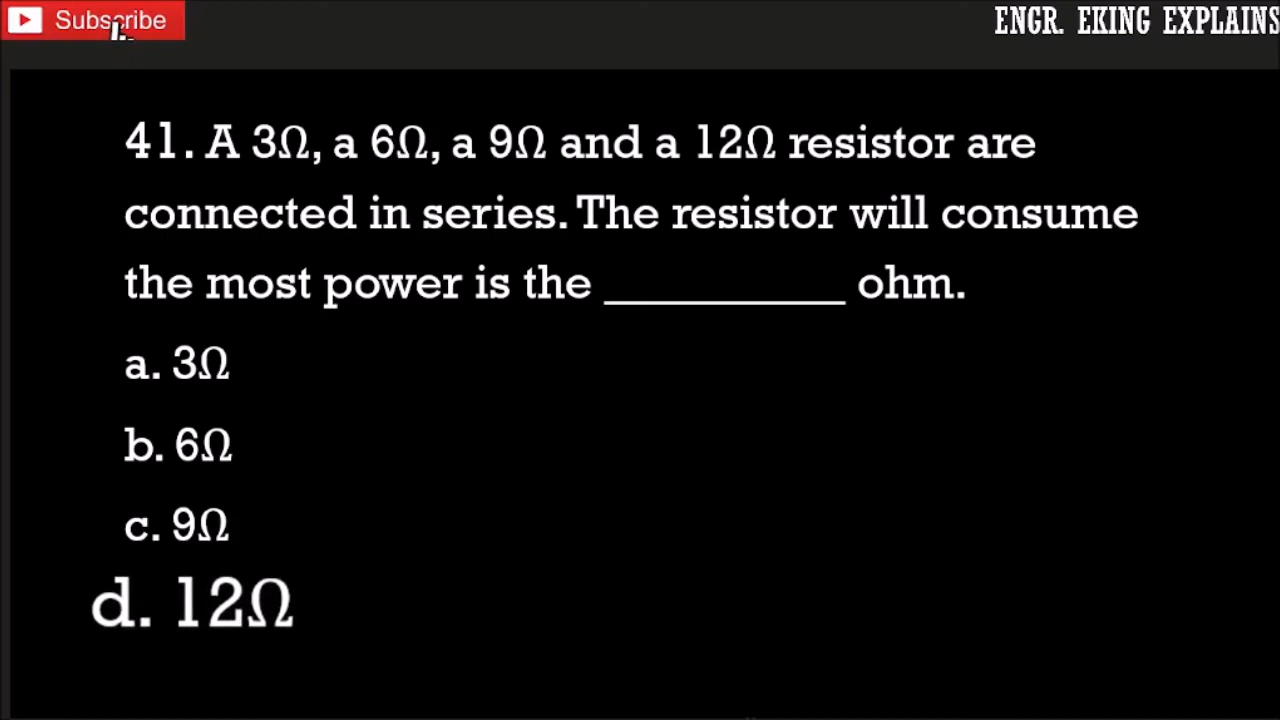 Subscribe
ENGR. EKING EXPLAINS
41. A 3Ω, a 6Ω, a 9Ω and a 12Ω resistor are
connected in series. The resistor will consume
the most power is the __________ ohm.
a. 3Ω
b. 6Ω
c. 9Ω
d. 12Ω